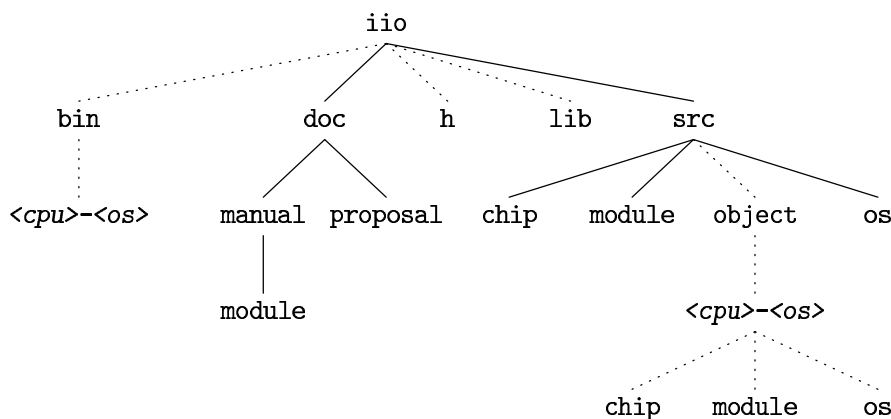 iio
bin doc h lib src
<cpu>-<os> manual proposal chip module object os
module <cpu>-<os>
chip module os